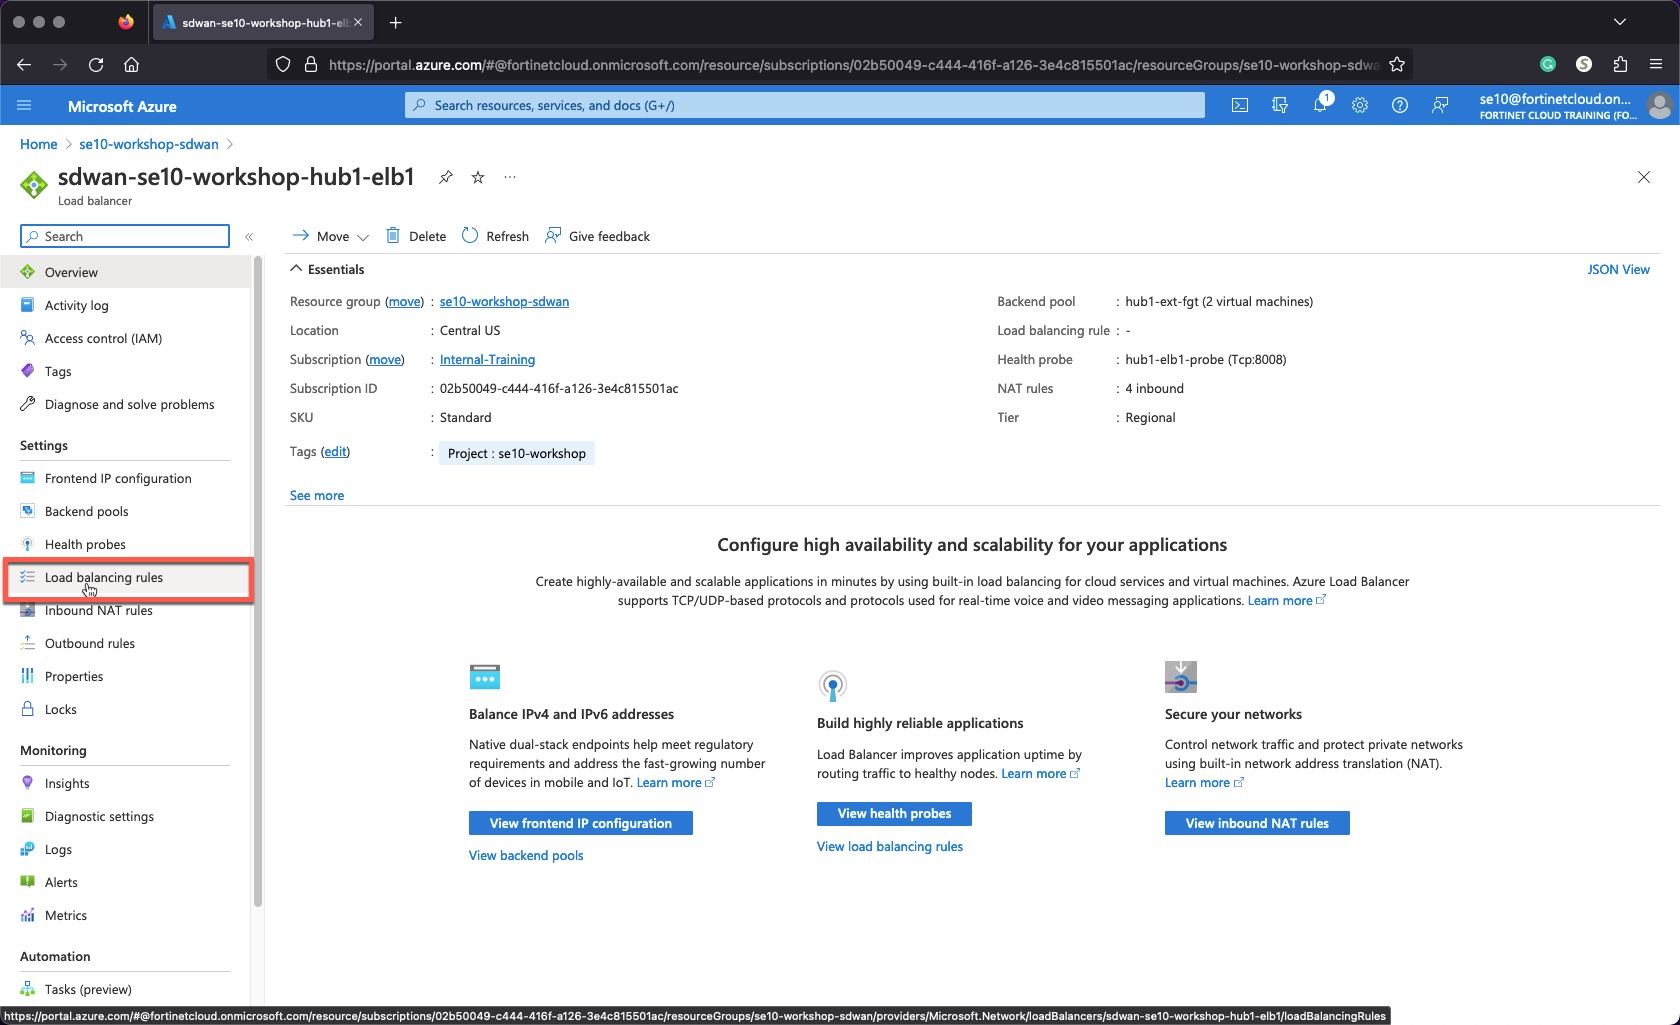 sdwan-se10-workshop-hub1-elb
https://portal.azure.com/#@fortinetcloud.onmicrosoft.com/resource/subscriptions/02b50049-c444-416f-a126-3e4c815501ac/resourceGroups/se10-workshop-sdwa
Microsoft Azure
Search resources, services, and docs (G+/)
1
se10@fortinetcloud.on...
FORTINET CLOUD TRAINING (FO...
Home > se10-workshop-sdwan >
sdwan-se10-workshop-hub1-elb1
Load balancer
Search
Move
Delete
Refresh
Give feedback
Overview
Activity log
Access control (IAM)
Tags
Diagnose and solve problems
Settings
Frontend IP configuration
Backend pools
Health probes
Load balancing rules
Inbound NAT rules
Outbound rules
Properties
Locks
Monitoring
Insights
Diagnostic settings
Logs
Alerts
Metrics
Automation
Tasks (preview)
Essentials
JSON View
Resource group (move) : se10-workshop-sdwan
Location : Central US
Subscription (move) : Internal-Training
Subscription ID : 02b50049-c444-416f-a126-3e4c815501ac
SKU : Standard
Tags (edit) : Project : se10-workshop
Backend pool : hub1-ext-fgt (2 virtual machines)
Load balancing rule : -
Health probe : hub1-elb1-probe (Tcp:8008)
NAT rules : 4 inbound
Tier : Regional
See more
Configure high availability and scalability for your applications
Create highly-available and scalable applications in minutes by using built-in load balancing for cloud services and virtual machines. Azure Load Balancer
supports TCP/UDP-based protocols and protocols used for real-time voice and video messaging applications. Learn more
Balance IPv4 and IPv6 addresses
Native dual-stack endpoints help meet regulatory
requirements and address the fast-growing number
of devices in mobile and IoT. Learn more
View frontend IP configuration
View backend pools
Build highly reliable applications
Load Balancer improves application uptime by
routing traffic to healthy nodes. Learn more
View health probes
View load balancing rules
Secure your networks
Control network traffic and protect private networks
using built-in network address translation (NAT).
Learn more
View inbound NAT rules
https://portal.azure.com/#@fortinetcloud.onmicrosoft.com/resource/subscriptions/02b50049-c444-416f-a126-3e4c815501ac/resourceGroups/se10-workshop-sdwan/providers/Microsoft.Network/loadBalancers/sdwan-se10-workshop-hub1-elb1/loadBalancingRules